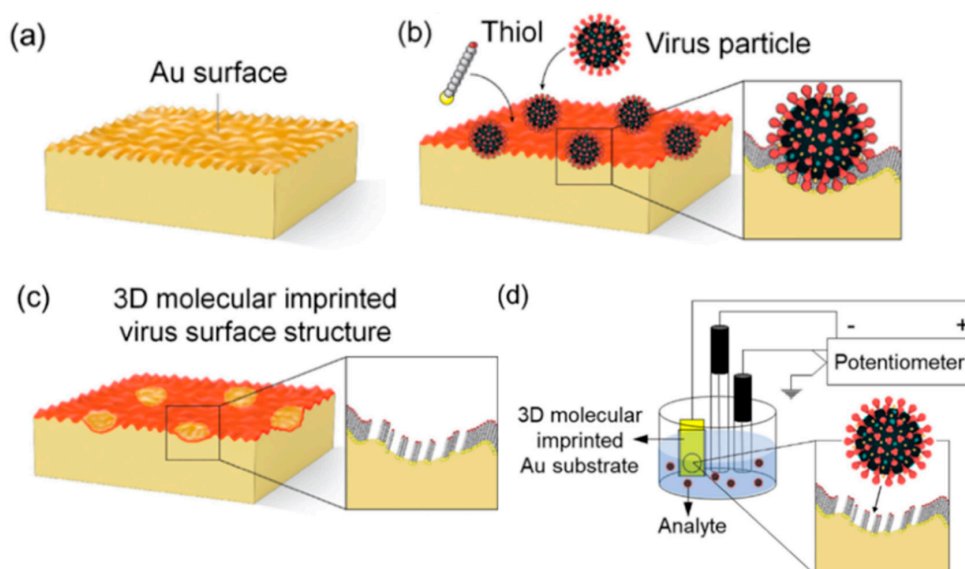 (a)
Au surface
(b)
Thiol
Virus particle
(c)
3D molecular imprinted
virus surface structure
(d)
- +
Potentiometer
3D molecular
imprinted
Au substrate
Analyte